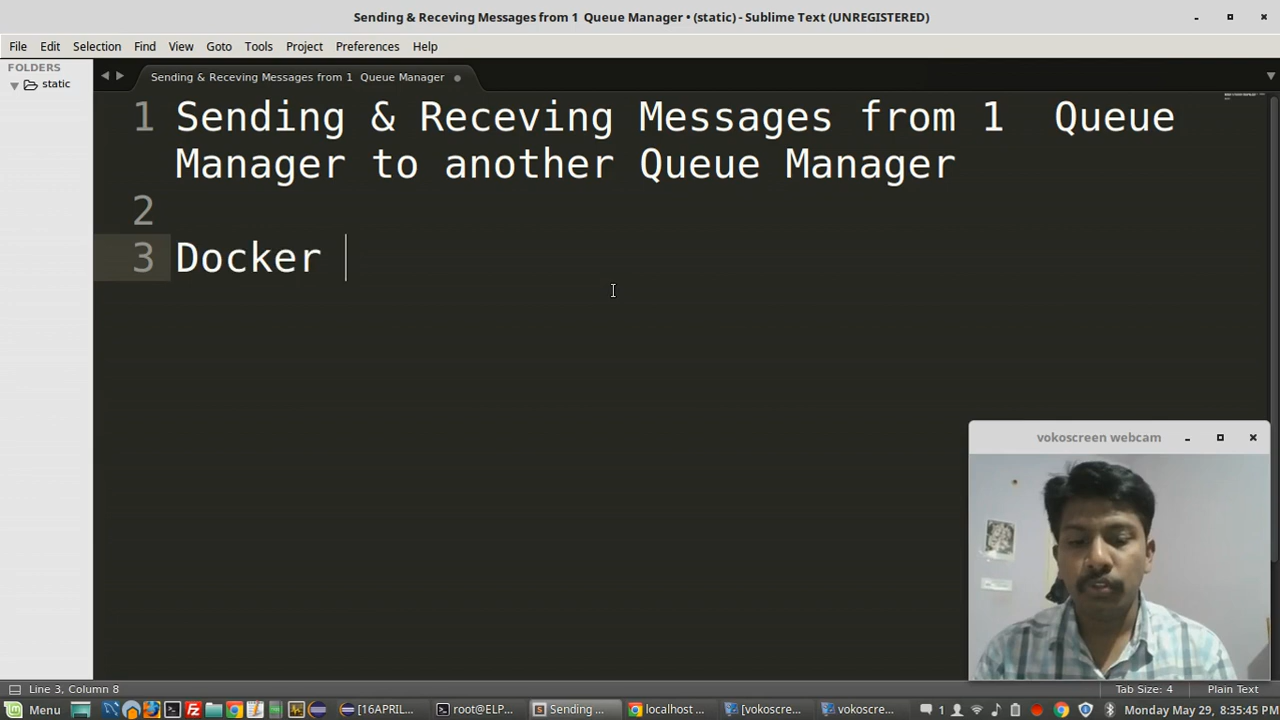 Sending & Receving Messages from 1 Queue Manager • (static) - Sublime Text (UNREGISTERED)
File Edit Selection Find View Goto Tools Project Preferences Help
FOLDERS
static
Sending & Receving Messages from 1 Queue Manager
1 Sending & Receving Messages from 1  Queue
Manager to another Queue Manager
2
3 Docker
vokoscreen webcam
Line 3, Column 8
Tab Size: 4
Plain Text
Menu
[16APRIL...
root@ELP...
Sending ...
localhost ...
[vokoscre...
vokoscre...
1
Monday May 29, 8:35:45 PM